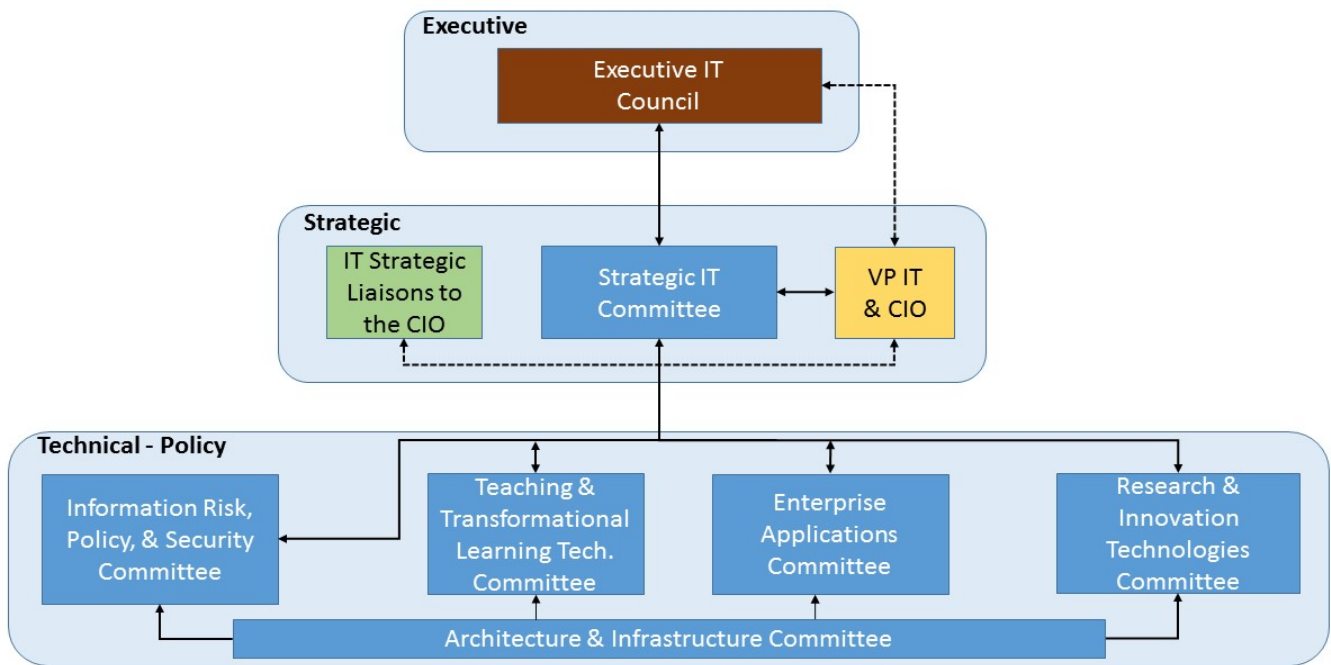 Executive
Executive IT
Council
Strategic
IT Strategic
Liaisons to
the CIO
Strategic IT
Committee
VP IT
& CIO
Technical - Policy
Information Risk,
Policy, & Security
Committee
Teaching &
Transformational
Learning Tech.
Committee
Enterprise
Applications
Committee
Research &
Innovation
Technologies
Committee
Architecture & Infrastructure Committee